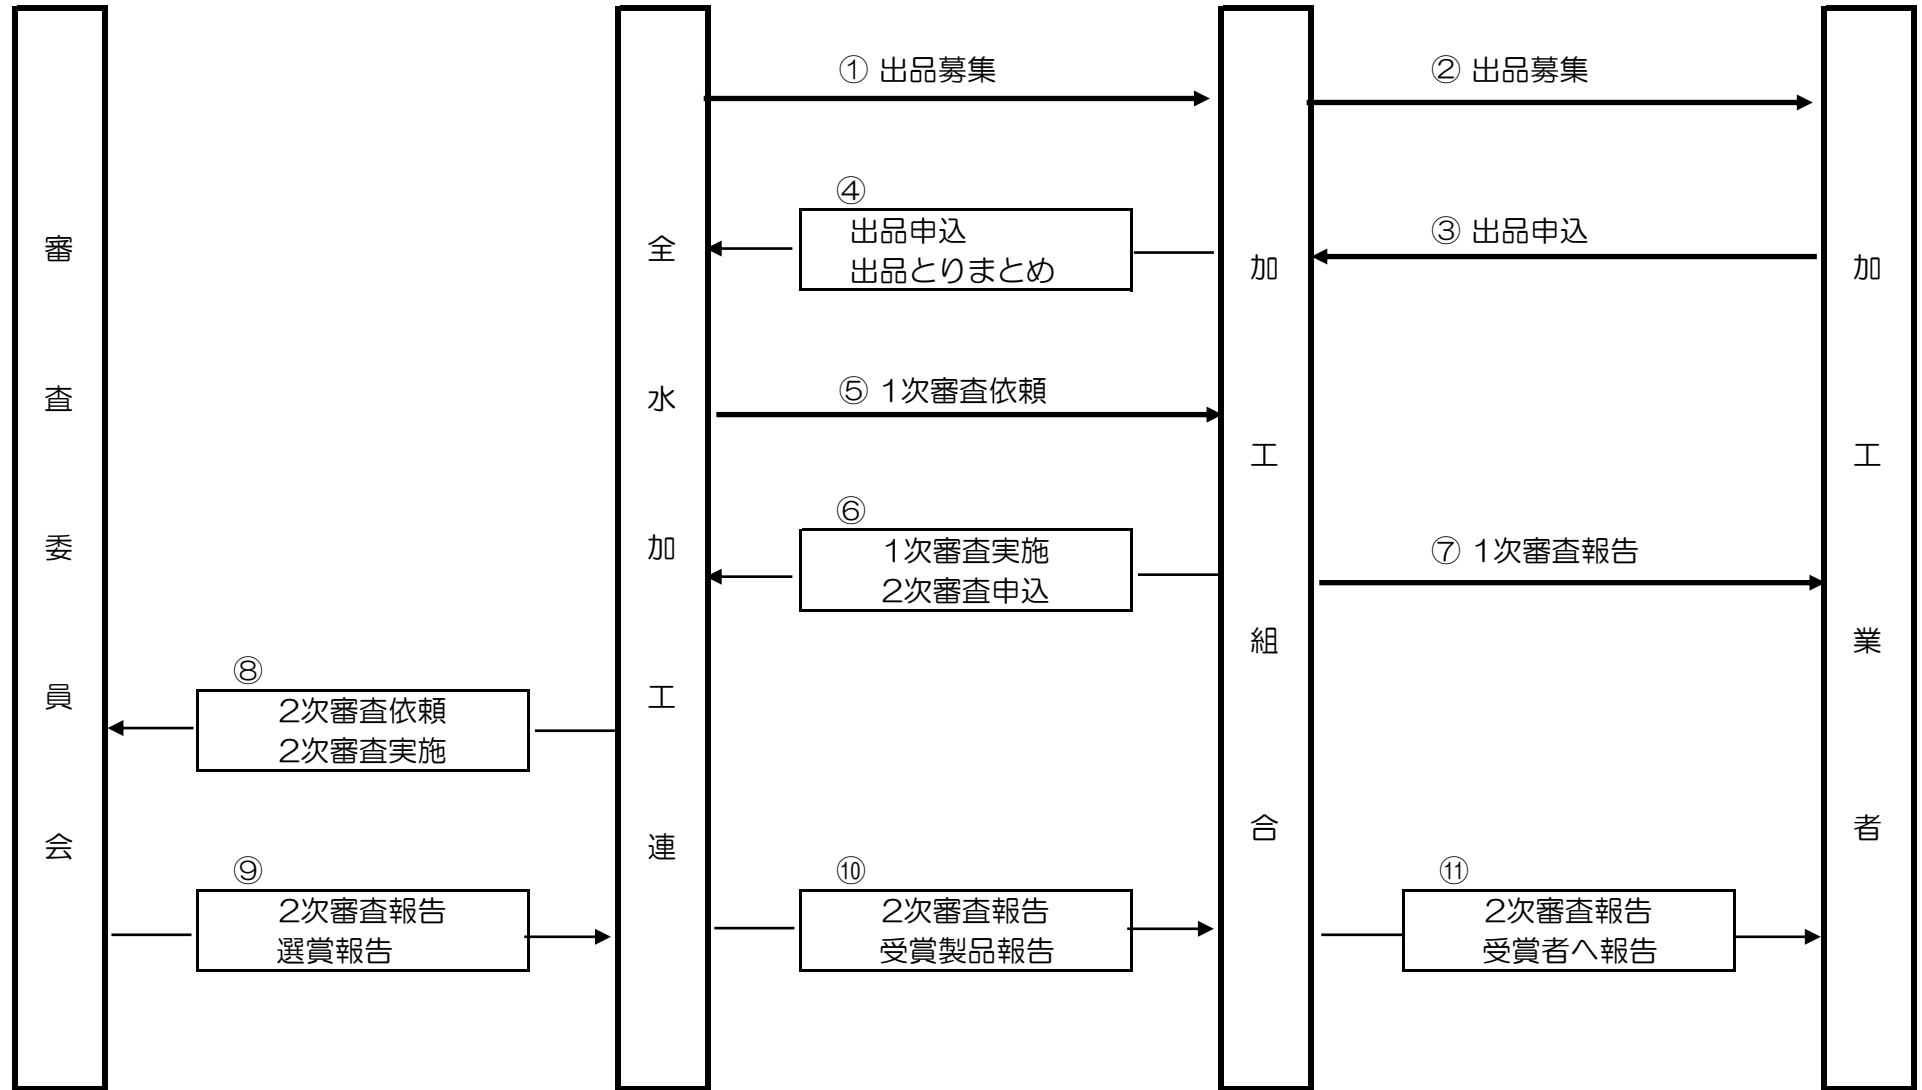 審査委員会
全水加工連
加工組合
加工業者
① 出品募集
② 出品募集
③ 出品申込
④
出品申込
出品とりまとめ
⑤ 1次審査依頼
⑥
1次審査実施
2次審査申込
⑦ 1次審査報告
⑧
2次審査依頼
2次審査実施
⑨
2次審査報告
選賞報告
⑩
2次審査報告
受賞製品報告
⑪
2次審査報告
受賞者へ報告